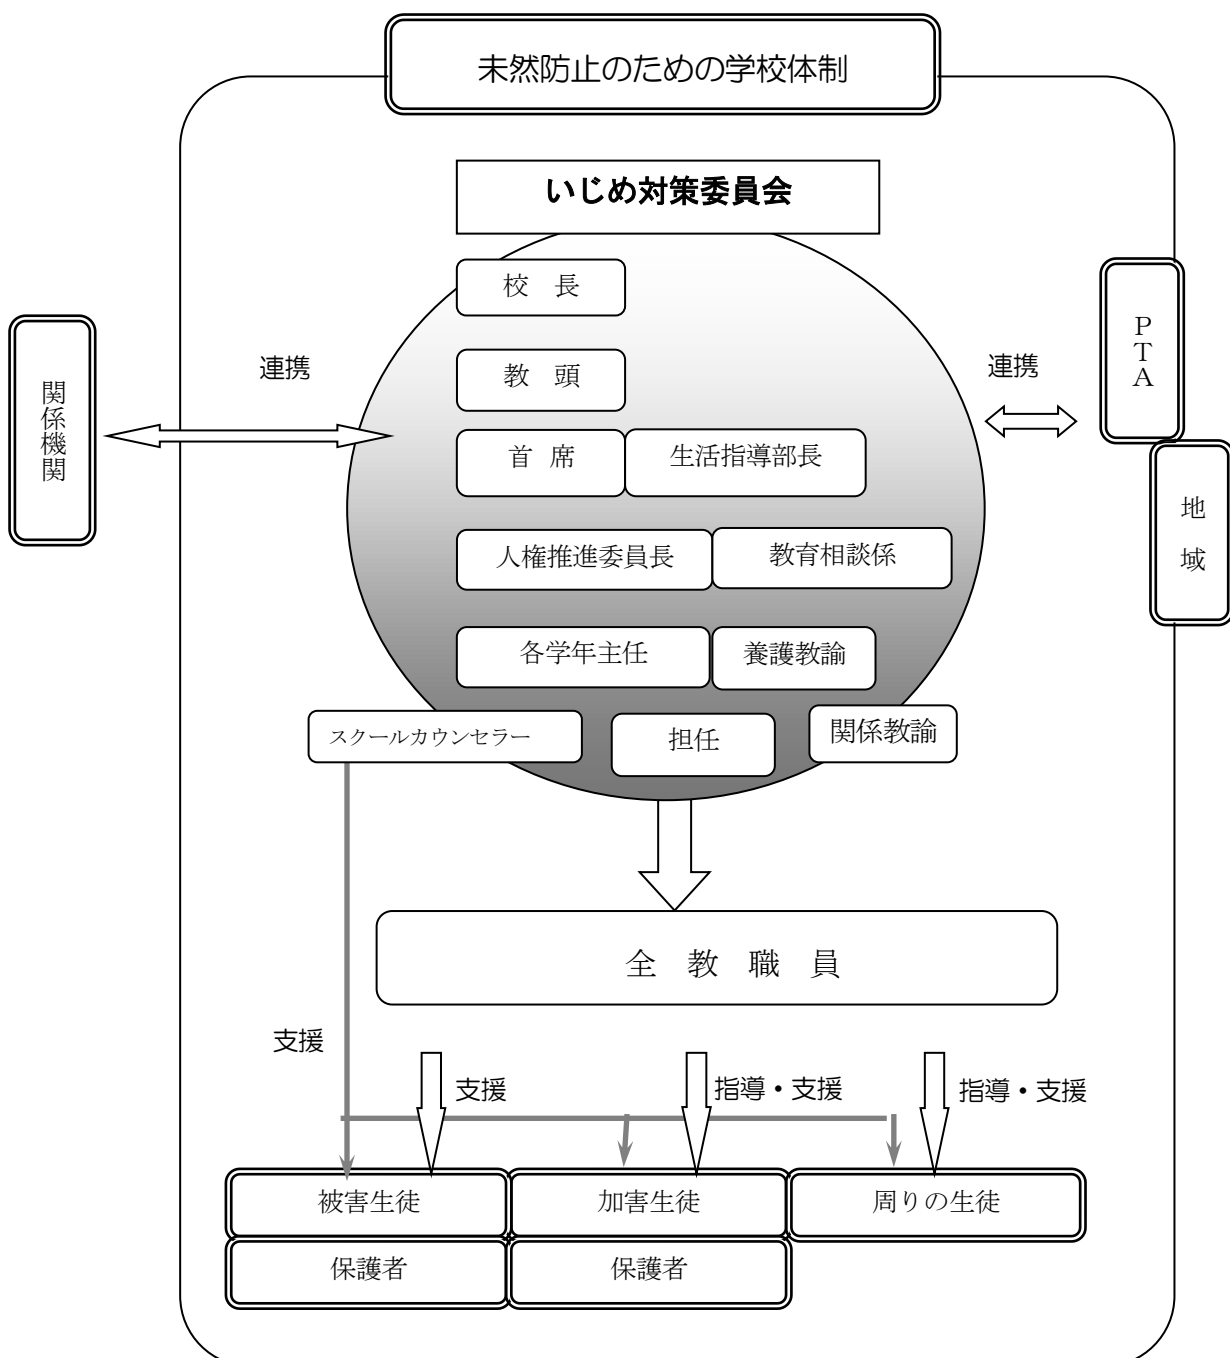 未然防止のための学校体制
いじめ対策委員会
校　長
教　頭
首　席
生活指導部長
人権推進委員長
教育相談係
各学年主任
養護教諭
スクールカウンセラー
担任
関係教諭
関係機関
連携
連携
PTA
地　域
全　教　職　員
支援
支援
指導・支援
指導・支援
被害生徒
加害生徒
周りの生徒
保護者
保護者